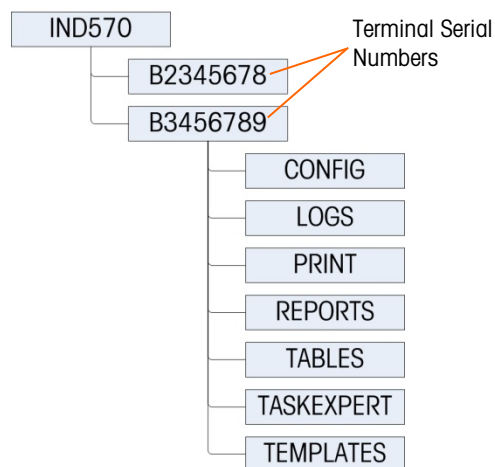 IND570
Terminal Serial
Numbers
B2345678
B3456789
CONFIG
LOGS
PRINT
REPORTS
TABLES
TASKEXPERT
TEMPLATES